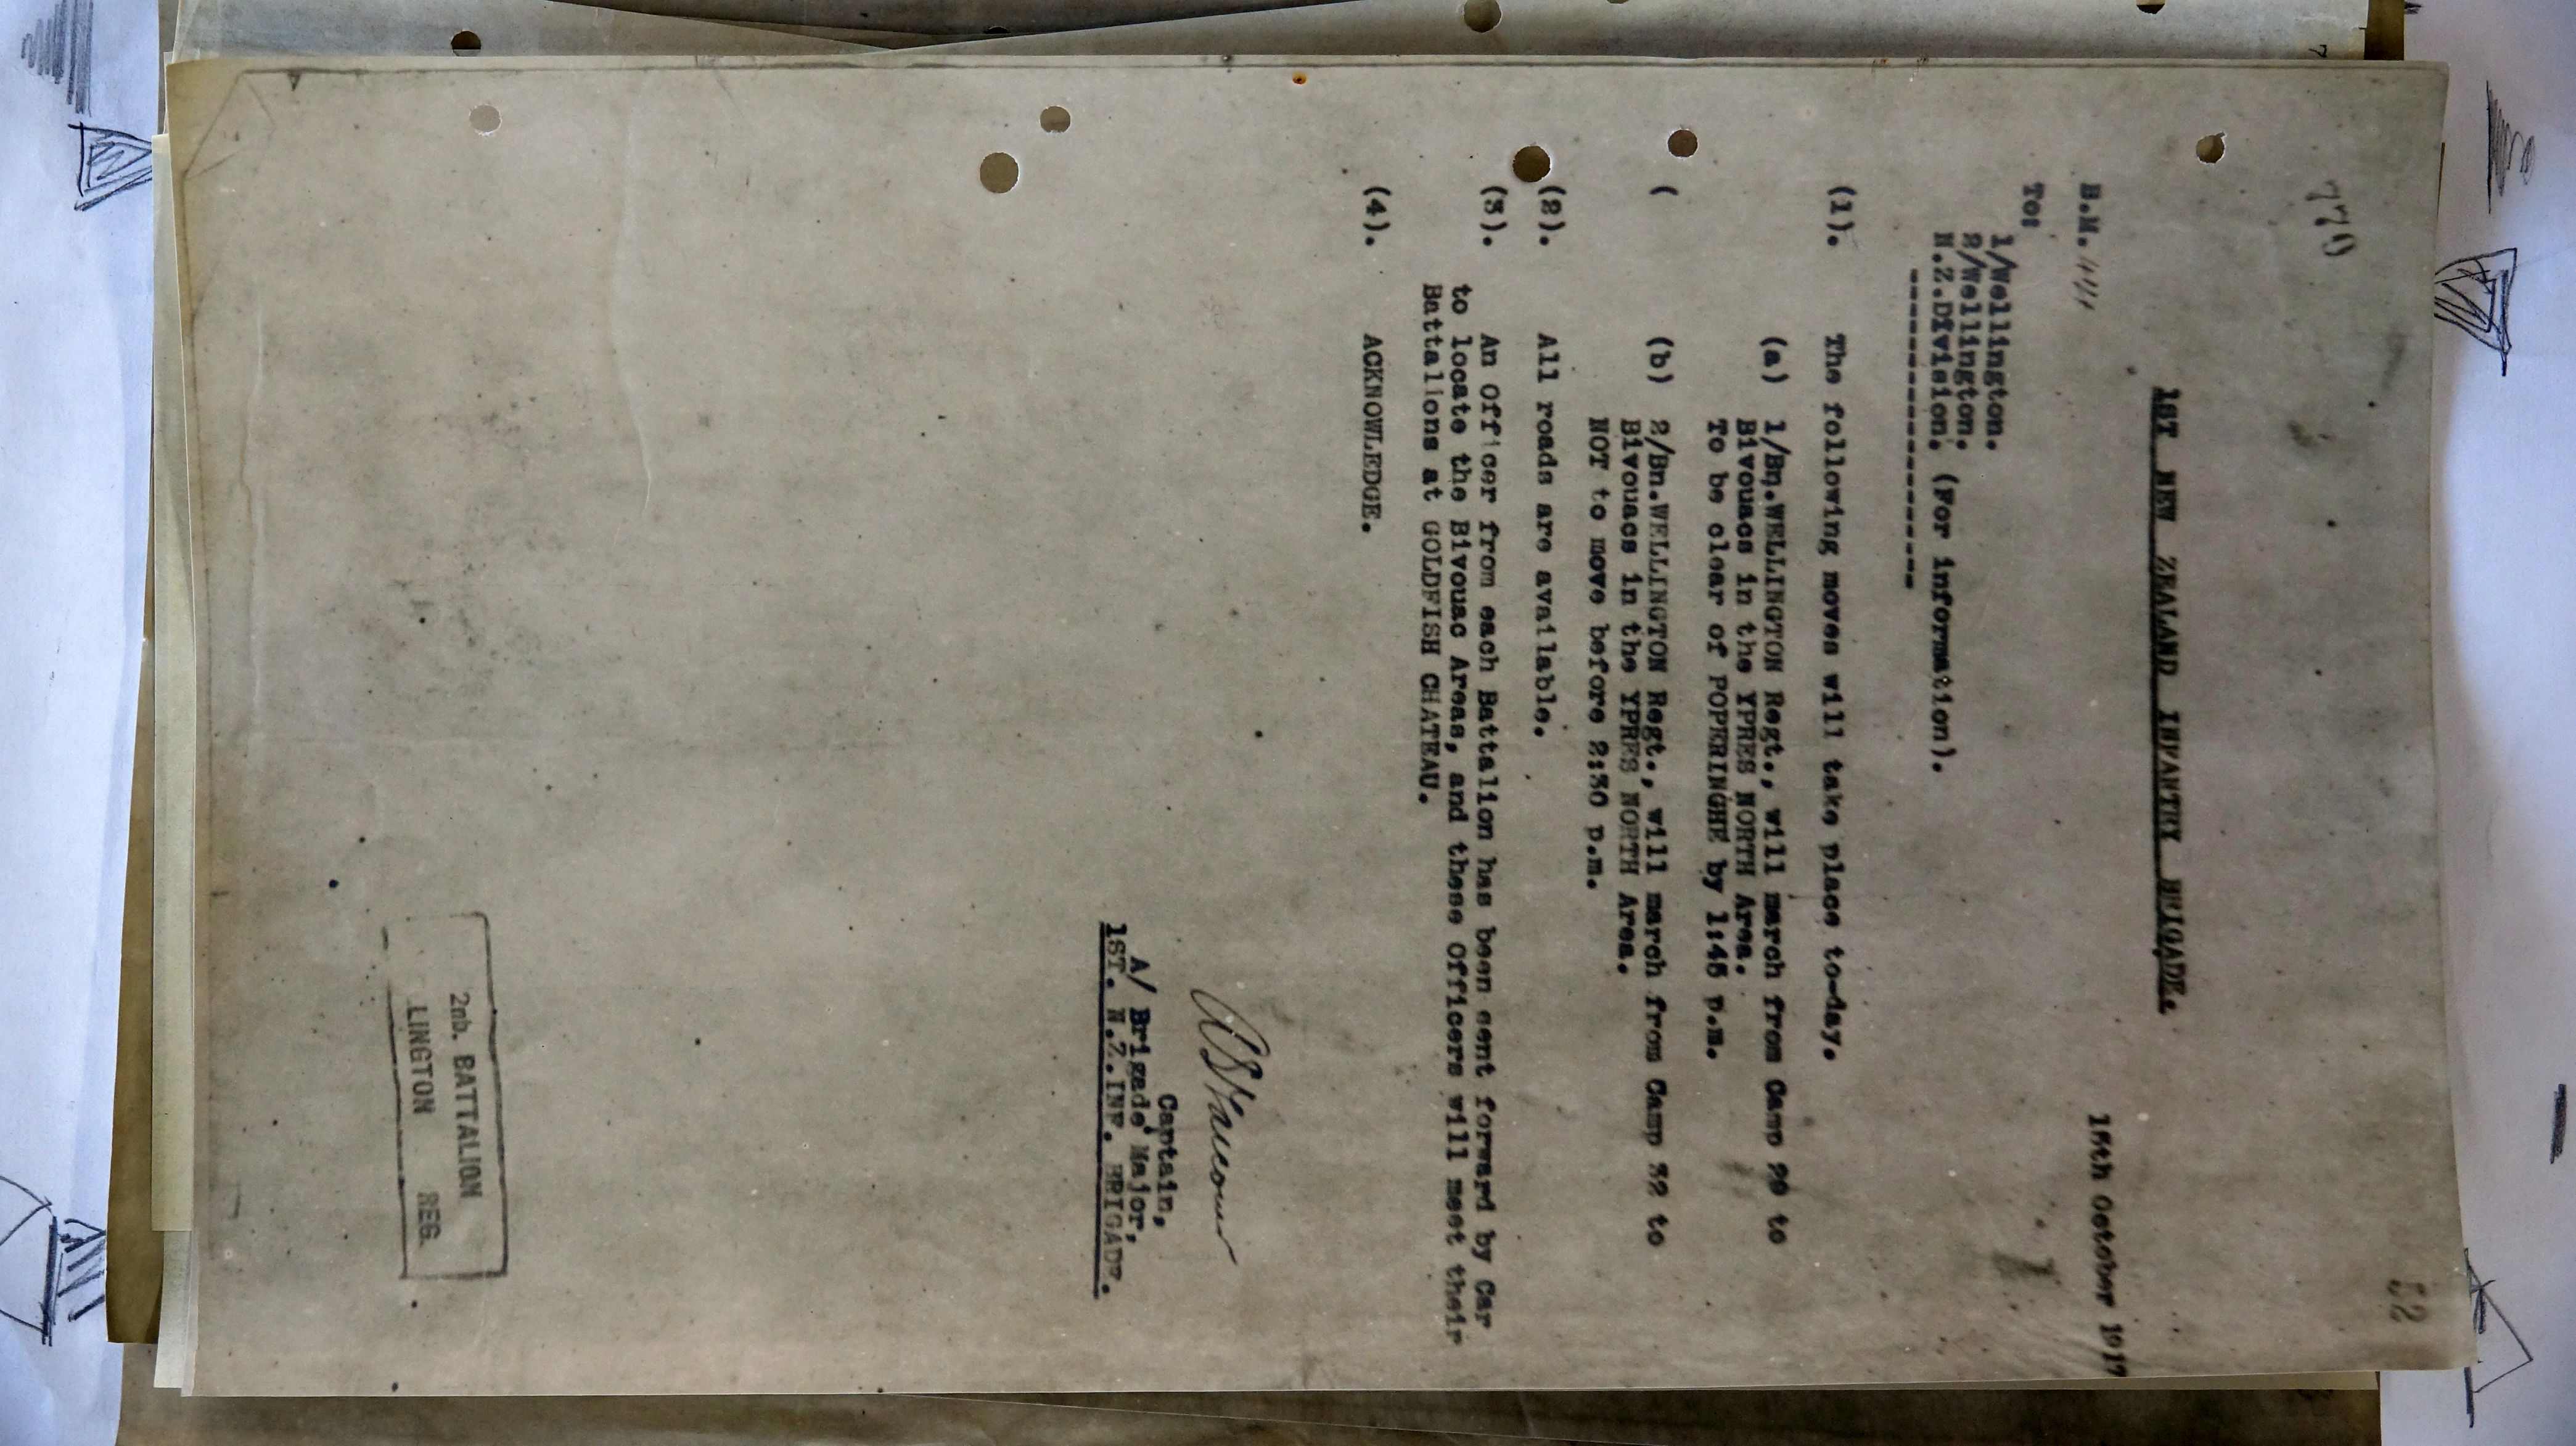 770
52
1ST NEW ZEALAND INFANTRY BRIGADE.
B.M.
October 1917
To:
1/Wellington.
2/Wellington.
N.Z.Division. (For information).
--------------------
(1). The following moves will take place to-day.
(a) 1/Bn.WELLINGTON Regt., will march from Camp 29 to
Bivouacs in the YPRES NORTH Area.
To be clear of POPERINGHE by 1:45 p.m.
( (b) 2/Bn.WELLINGTON Regt., will march from Camp 32 to
Bivouacs in the YPRES NORTH Area.
NOT to move before 2:30 p.m.
(2). All roads are available.
(3). An Officer from each Battalion has been sent forward by Car
to locate the Bivouac Areas, and these Officers will meet their
Battalions at GOLDFISH CHATEAU.
(4). ACKNOWLEDGE.
Captain,
A/ Brigade Major,
1ST. N.Z.INF. BRIGADE.
2nb. BATTALION
LINGTON REG.